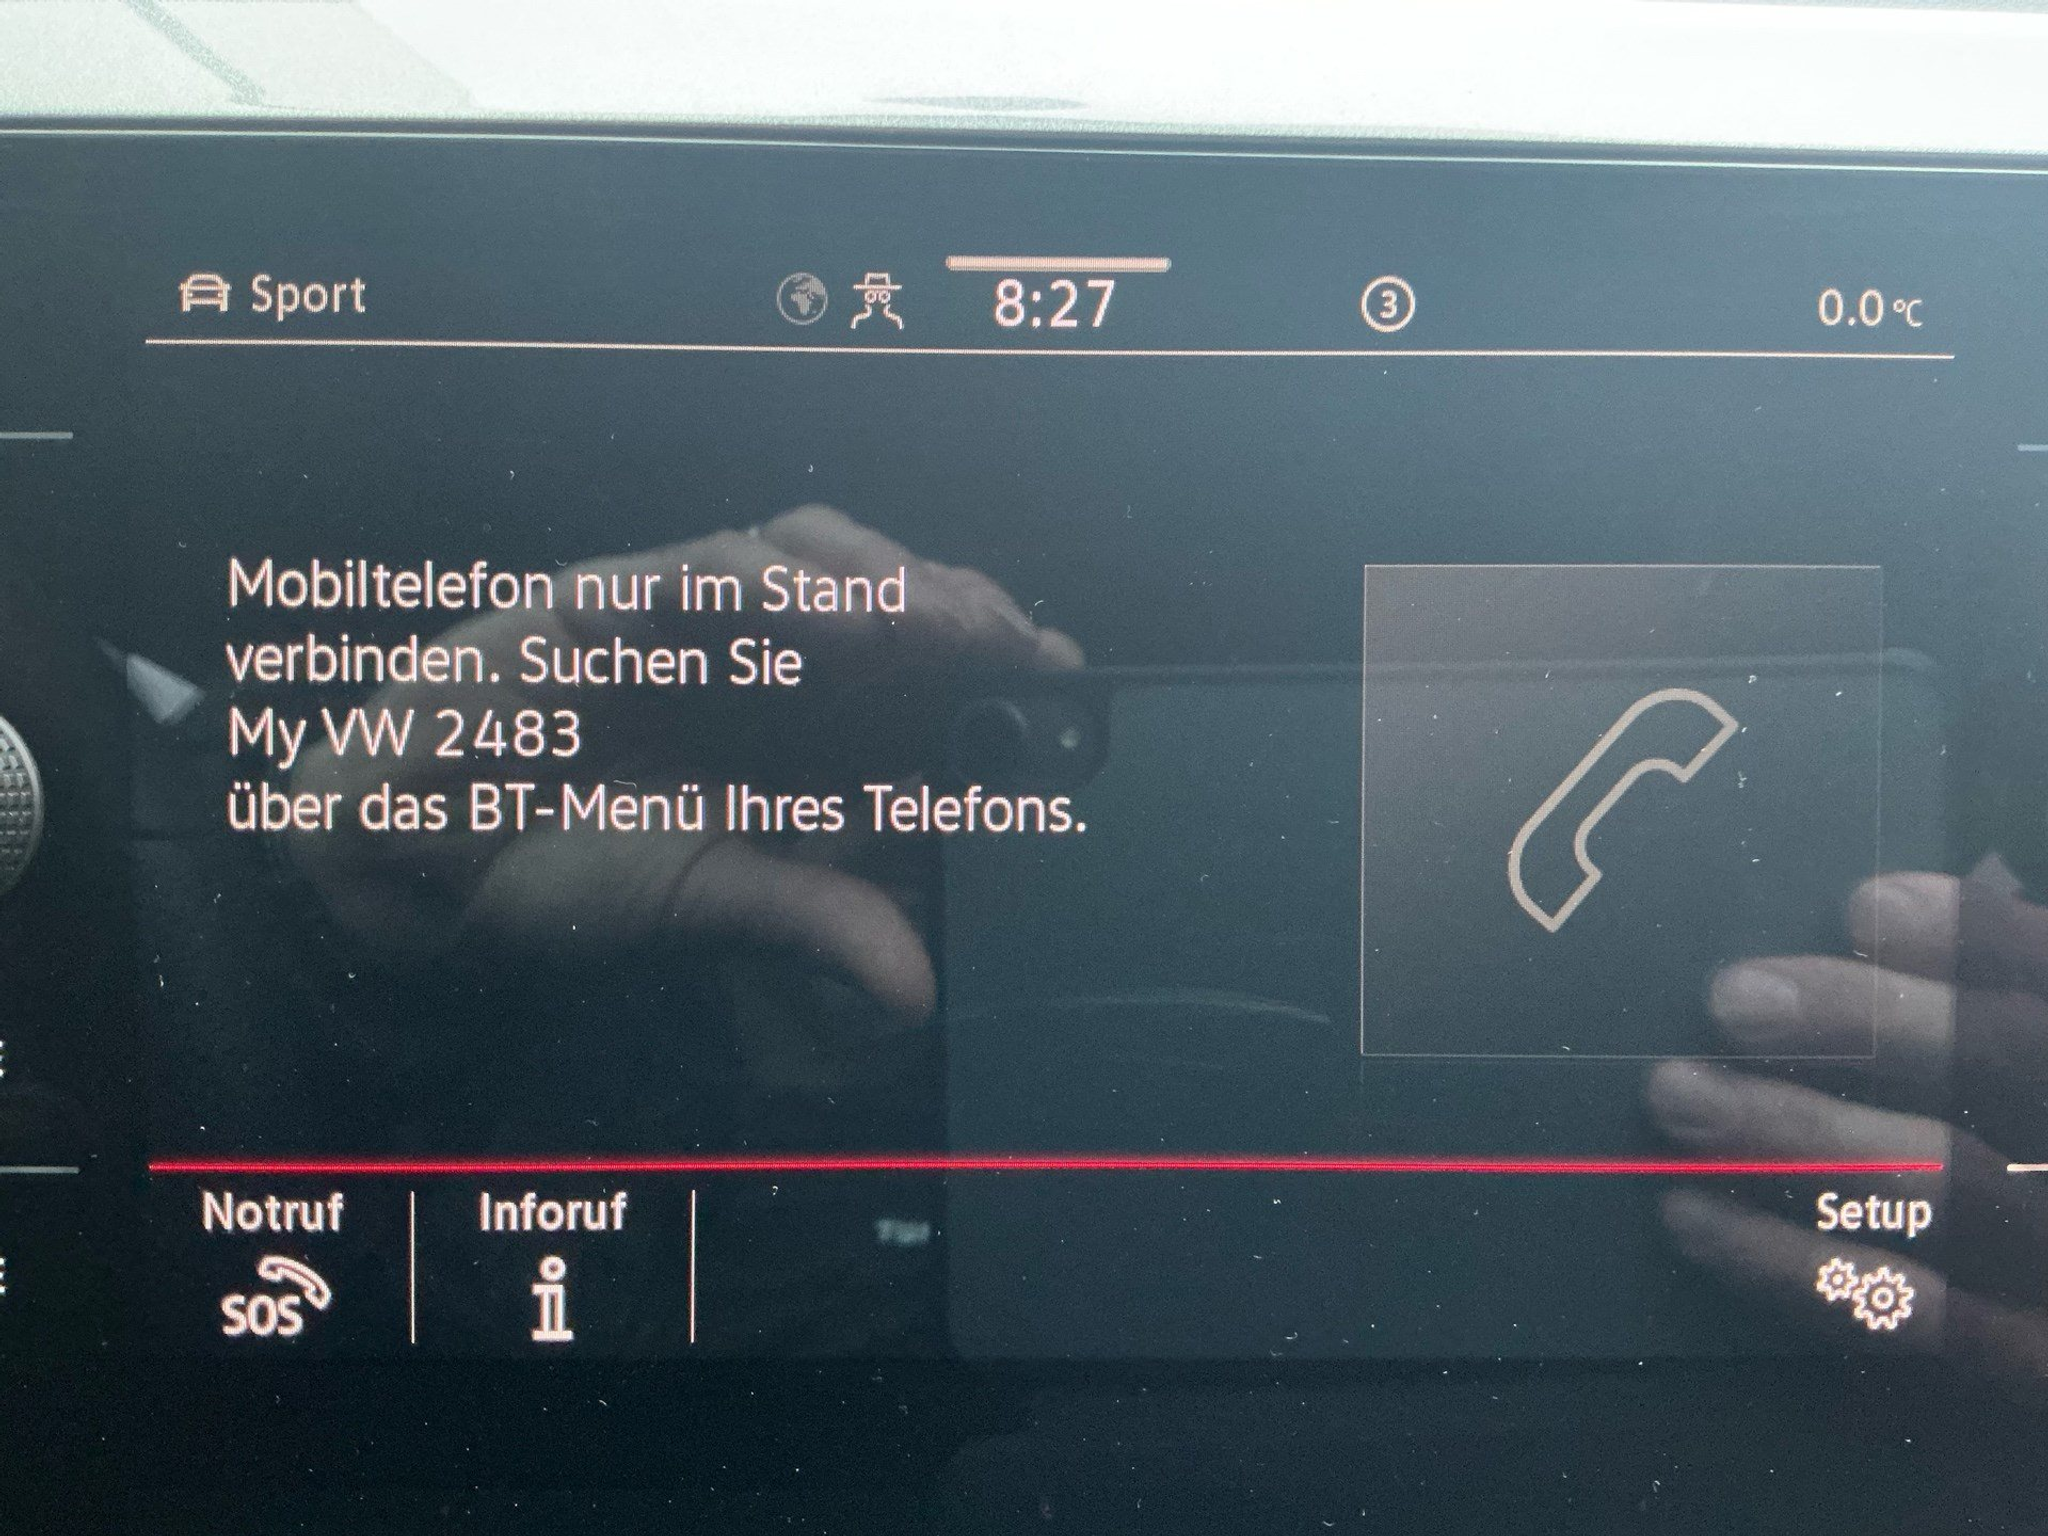 Sport
8:27
3
0.0 °C
Mobiltelefon nur im Stand
verbinden. Suchen Sie
My VW 2483
über das BT-Menü Ihres Telefons.
Notruf
Inforuf
Setup
SOS